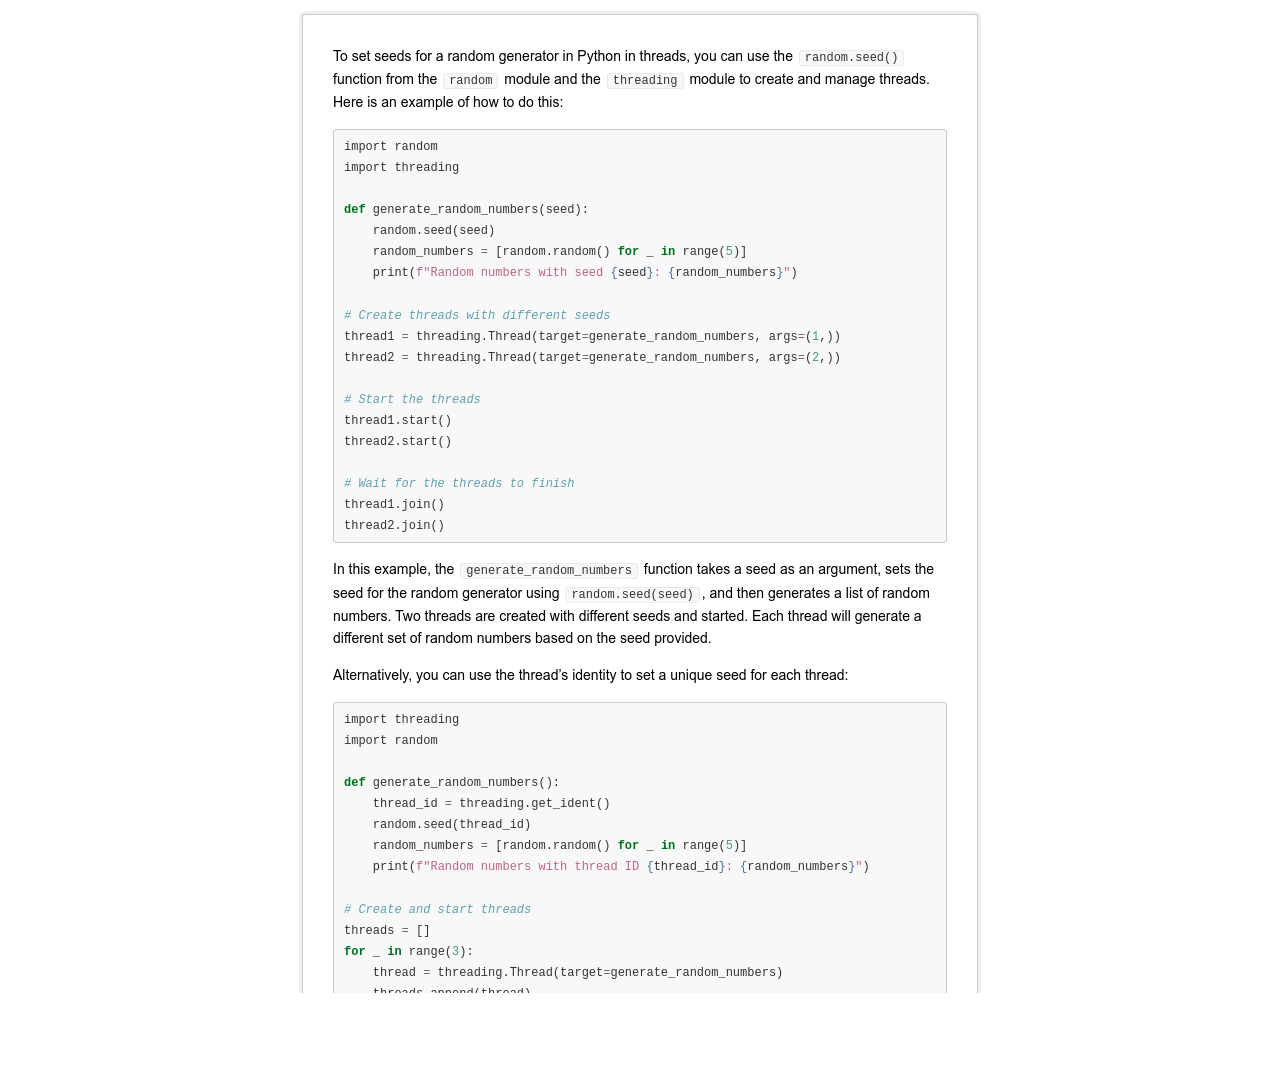 To set seeds for a random generator in Python in threads, you can use the random.seed()
function from the random module and the threading module to create and manage threads.
Here is an example of how to do this:
import random
import threading
def generate_random_numbers(seed):
    random.seed(seed)
    random_numbers = [random.random() for _ in range(5)]
    print(f"Random numbers with seed {seed}: {random_numbers}")
# Create threads with different seeds
thread1 = threading.Thread(target=generate_random_numbers, args=(1,))
thread2 = threading.Thread(target=generate_random_numbers, args=(2,))
# Start the threads
thread1.start()
thread2.start()
# Wait for the threads to finish
thread1.join()
thread2.join()
In this example, the generate_random_numbers function takes a seed as an argument, sets the
seed for the random generator using random.seed(seed), and then generates a list of random
numbers. Two threads are created with different seeds and started. Each thread will generate a
different set of random numbers based on the seed provided.
Alternatively, you can use the thread’s identity to set a unique seed for each thread:
import threading
import random
def generate_random_numbers():
    thread_id = threading.get_ident()
    random.seed(thread_id)
    random_numbers = [random.random() for _ in range(5)]
    print(f"Random numbers with thread ID {thread_id}: {random_numbers}")
# Create and start threads
threads = []
for _ in range(3):
    thread = threading.Thread(target=generate_random_numbers)
    threads.append(thread)